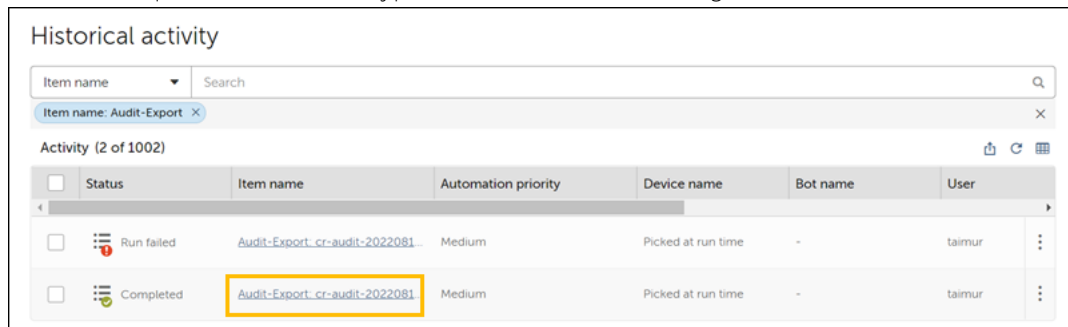 Historical activity
Item name Search
Item name: Audit-Export ×
Activity (2 of 1002)
Status Item name Automation priority Device name Bot name User
Run failed Audit-Export: cr-audit-2022081... Medium Picked at run time - taimur
Completed Audit-Export: cr-audit-2022081... Medium Picked at run time - taimur